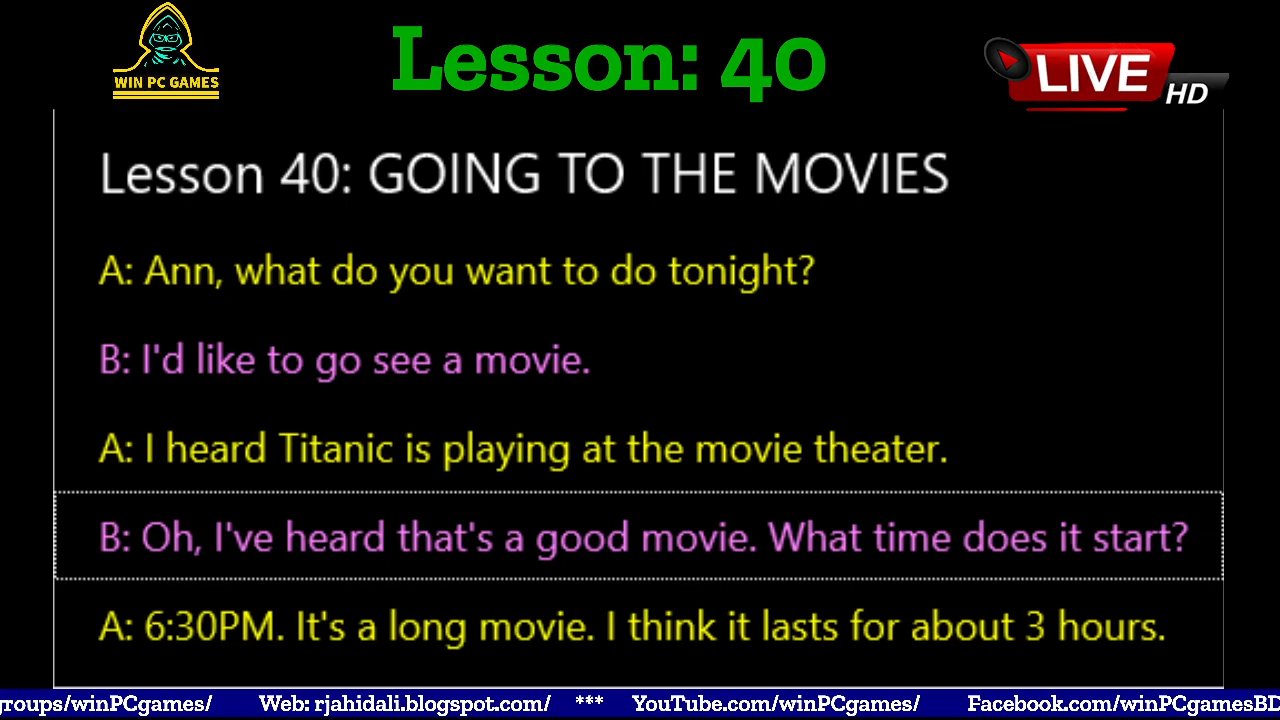 WIN PC GAMES
Lesson: 40
LIVE
HD
Lesson 40: GOING TO THE MOVIES
A: Ann, what do you want to do tonight?
B: I'd like to go see a movie.
A: I heard Titanic is playing at the movie theater.
B: Oh, I've heard that's a good movie. What time does it start?
A: 6:30PM. It's a long movie. I think it lasts for about 3 hours.
groups/winPCgames/ Web: rjahidali.blogspot.com/ *** YouTube.com/winPCgames/ Facebook.com/winPCgamesBD